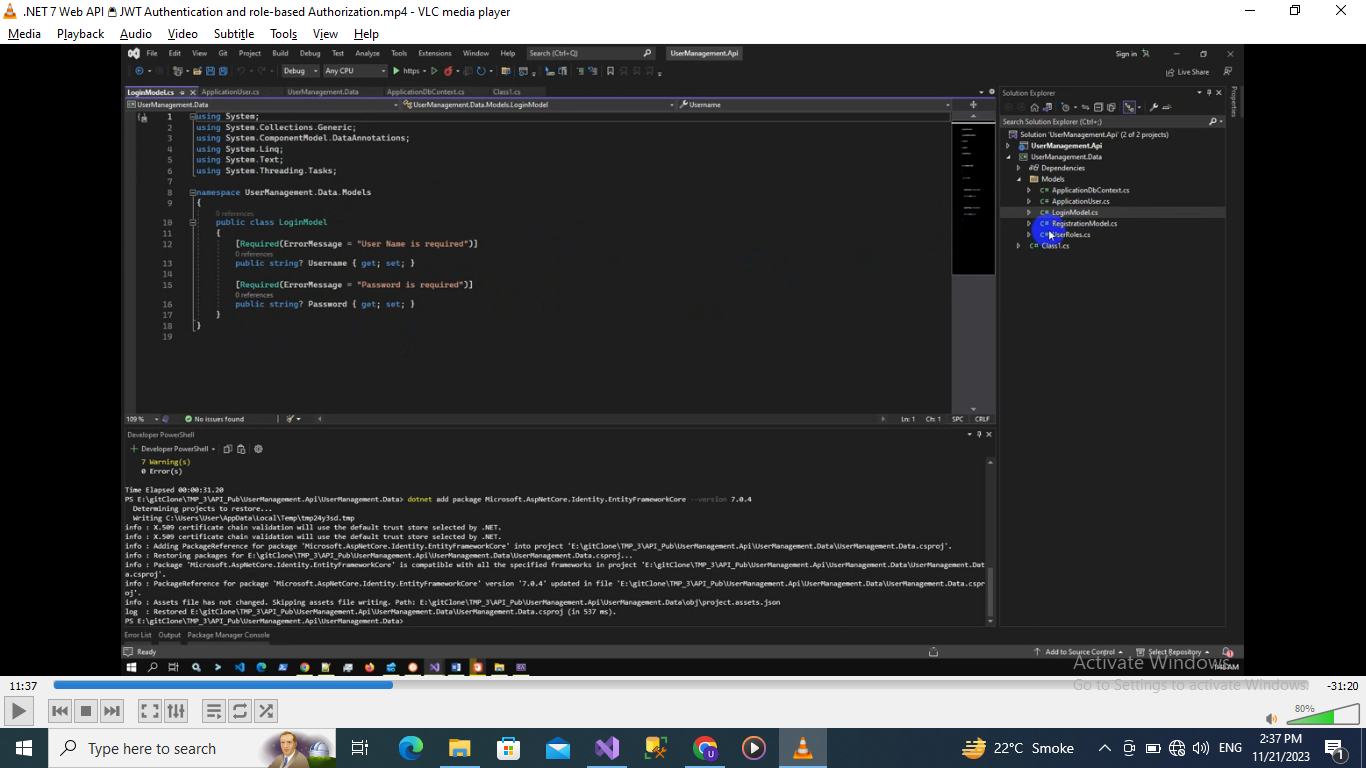 .NET 7 Web API 🔒 JWT Authentication and role-based Authorization.mp4 - VLC media player
Media Playback Audio Video Subtitle Tools View Help
File Edit View Git Project Build Debug Test Analyze Tools Extensions Window Help Search (Ctrl+Q) UserManagement.Api Sign in
Debug Any CPU https Live Share
LoginModel.cs ApplicationUser.cs UserManagement.Data ApplicationDbContext.cs Class1.cs
UserManagement.Data UserManagement.Data.Models.LoginModel Username
1 using System;
2 using System.Collections.Generic;
3 using System.ComponentModel.DataAnnotations;
4 using System.Linq;
5 using System.Text;
6 using System.Threading.Tasks;
7
8 namespace UserManagement.Data.Models
9 {
0 references
10 public class LoginModel
11 {
12 [Required(ErrorMessage = "User Name is required")]
0 references
13 public string? Username { get; set; }
14
15 [Required(ErrorMessage = "Password is required")]
0 references
16 public string? Password { get; set; }
17 }
18 }
19
109 % No issues found Ln: 1 Ch: 1 SPC CRLF
Solution Explorer
Search Solution Explorer (Ctrl+;)
Solution 'UserManagement.Api' (2 of 2 projects)
UserManagement.Api
UserManagement.Data
Dependencies
Models
ApplicationDbContext.cs
ApplicationUser.cs
LoginModel.cs
RegistrationModel.cs
UserRoles.cs
Class1.cs
Properties
Developer PowerShell
+ Developer PowerShell
7 Warning(s)
0 Error(s)
Time Elapsed 00:00:31.20
PS E:\gitClone\TMP_3\API_Pub\UserManagement.Api\UserManagement.Data> dotnet add package Microsoft.AspNetCore.Identity.EntityFrameworkCore --version 7.0.4
Determining projects to restore...
Writing C:\Users\User\AppData\Local\Temp\tmp24y3sd.tmp
info : X.509 certificate chain validation will use the default trust store selected by .NET.
info : X.509 certificate chain validation will use the default trust store selected by .NET.
info : Adding PackageReference for package 'Microsoft.AspNetCore.Identity.EntityFrameworkCore' into project 'E:\gitClone\TMP_3\API_Pub\UserManagement.Api\UserManagement.Data\UserManagement.Data.csproj'.
info : Restoring packages for E:\gitClone\TMP_3\API_Pub\UserManagement.Api\UserManagement.Data\UserManagement.Data.csproj...
info : Package 'Microsoft.AspNetCore.Identity.EntityFrameworkCore' is compatible with all the specified frameworks in project 'E:\gitClone\TMP_3\API_Pub\UserManagement.Api\UserManagement.Data\UserManagement.Dat
a.csproj'.
info : PackageReference for package 'Microsoft.AspNetCore.Identity.EntityFrameworkCore' version '7.0.4' updated in file 'E:\gitClone\TMP_3\API_Pub\UserManagement.Api\UserManagement.Data\UserManagement.Data.cspr
oj'.
info : Assets file has not changed. Skipping assets file writing. Path: E:\gitClone\TMP_3\API_Pub\UserManagement.Api\UserManagement.Data\obj\project.assets.json
log : Restored E:\gitClone\TMP_3\API_Pub\UserManagement.Api\UserManagement.Data\UserManagement.Data.csproj (in 537 ms).
PS E:\gitClone\TMP_3\API_Pub\UserManagement.Api\UserManagement.Data>
Error List Output Package Manager Console
Ready Add to Source Control Select Repository
Activate Windows
Go to Settings to activate Windows.
11:37 -31:20
80%
Type here to search 22°C Smoke ENG 2:37 PM
11/21/2023